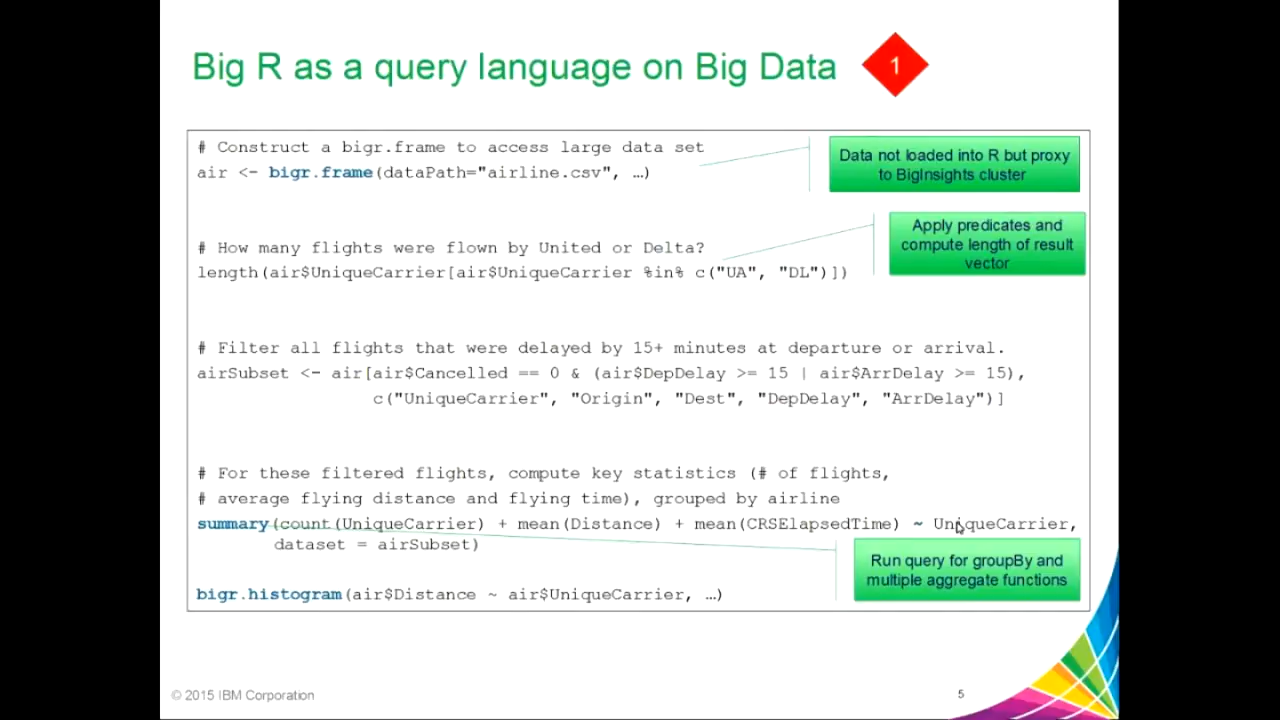 Big R as a query language on Big Data
1
# Construct a bigr.frame to access large data set
air <- bigr.frame(dataPath="airline.csv", …)
Data not loaded into R but proxy
to BigInsights cluster
# How many flights were flown by United or Delta?
length(air$UniqueCarrier[air$UniqueCarrier %in% c("UA", "DL")])
Apply predicates and
compute length of result
vector
# Filter all flights that were delayed by 15+ minutes at departure or arrival.
airSubset <- air[air$Cancelled == 0 & (air$DepDelay >= 15 | air$ArrDelay >= 15),
c("UniqueCarrier", "Origin", "Dest", "DepDelay", "ArrDelay")]
# For these filtered flights, compute key statistics (# of flights,
# average flying distance and flying time), grouped by airline
summary(count(UniqueCarrier) + mean(Distance) + mean(CRSElapsedTime) ~ UniqueCarrier,
dataset = airSubset)
Run query for groupBy and
multiple aggregate functions
bigr.histogram(air$Distance ~ air$UniqueCarrier, …)
© 2015 IBM Corporation
5